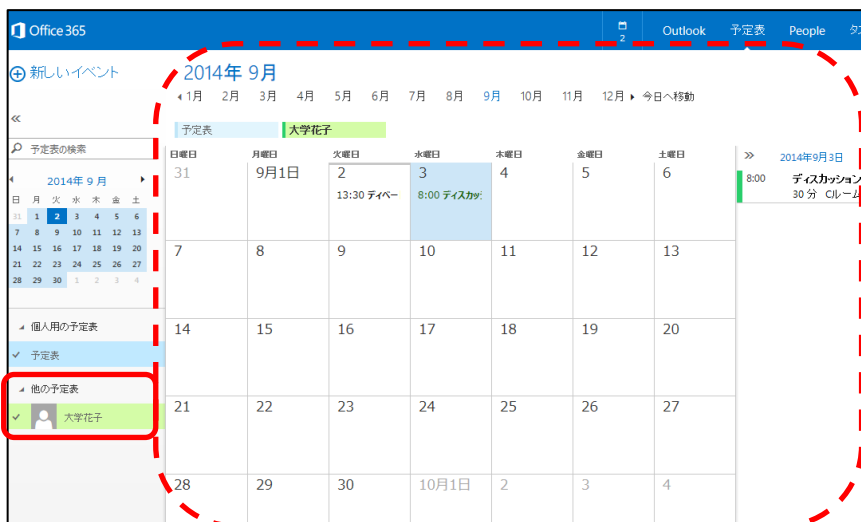 Office 365
2
Outlook 予定表 People タ
新しいイベント
«
予定表の検索
2014年 9 月
日 月 火 水 木 金 土
31 1 2 3 4 5 6
7 8 9 10 11 12 13
14 15 16 17 18 19 20
21 22 23 24 25 26 27
28 29 30 1 2 3 4
個人用の予定表
予定表
他の予定表
大学花子
2014年 9月
1月 2月 3月 4月 5月 6月 7月 8月 9月 10月 11月 12月 今日へ移動
予定表 大学花子
日曜日 月曜日 火曜日 水曜日 木曜日 金曜日 土曜日
31 9月1日 2 3 4 5 6
13:30 ディベー 8:00 ディスカッ
7 8 9 10 11 12 13
14 15 16 17 18 19 20
21 22 23 24 25 26 27
28 29 30 10月1日 2 3 4
» 2014年9月3日
8:00 ディスカッション
30 分 Cルーム